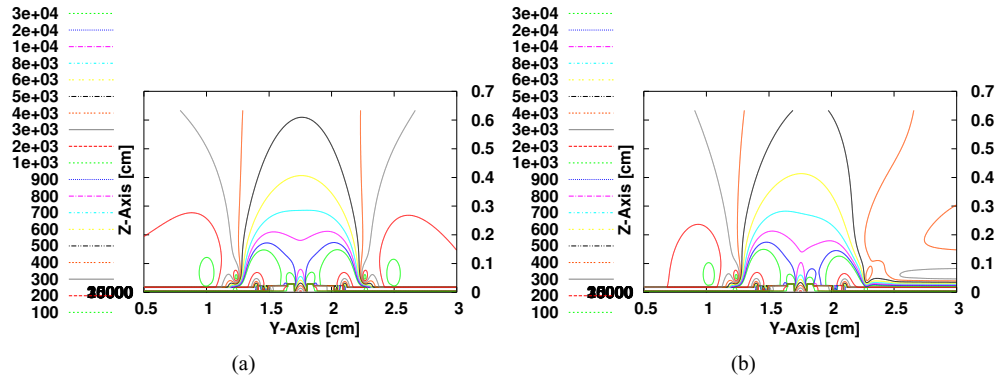 3e+04
2e+04
1e+04
8e+03
6e+03
5e+03
4e+03
3e+03
2e+03
1e+03
900
800
700
600
500
400
300
200
100
Z-Axis [cm]
0.5 1 1.5 2 2.5 3
Y-Axis [cm]
0.7
0.6
0.5
0.4
0.3
0.2
0.1
0
(a)
3e+04
2e+04
1e+04
8e+03
6e+03
5e+03
4e+03
3e+03
2e+03
1e+03
900
800
700
600
500
400
300
200
100
Z-Axis [cm]
0.5 1 1.5 2 2.5 3
Y-Axis [cm]
0.7
0.6
0.5
0.4
0.3
0.2
0.1
0
(b)